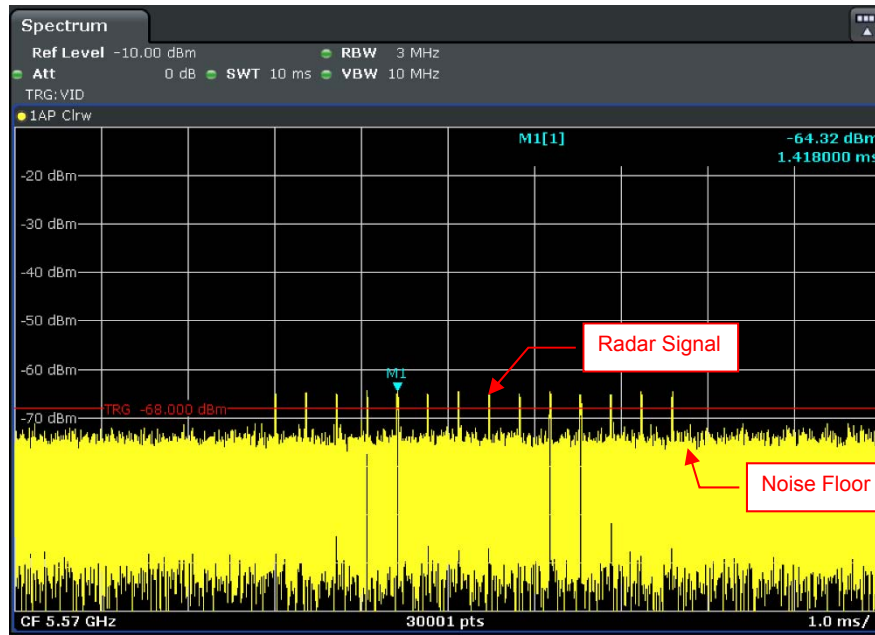 Spectrum
Ref Level -10.00 dBm RBW 3 MHz
Att 0 dB SWT 10 ms VBW 10 MHz
TRG:VID
1AP Clrw
M1[1] -64.32 dBm
1.418000 ms
-20 dBm
-30 dBm
-40 dBm
-50 dBm
Radar Signal
-60 dBm
M1
TRG -68.000 dBm
-70 dBm
Noise Floor
CF 5.57 GHz 30001 pts 1.0 ms/